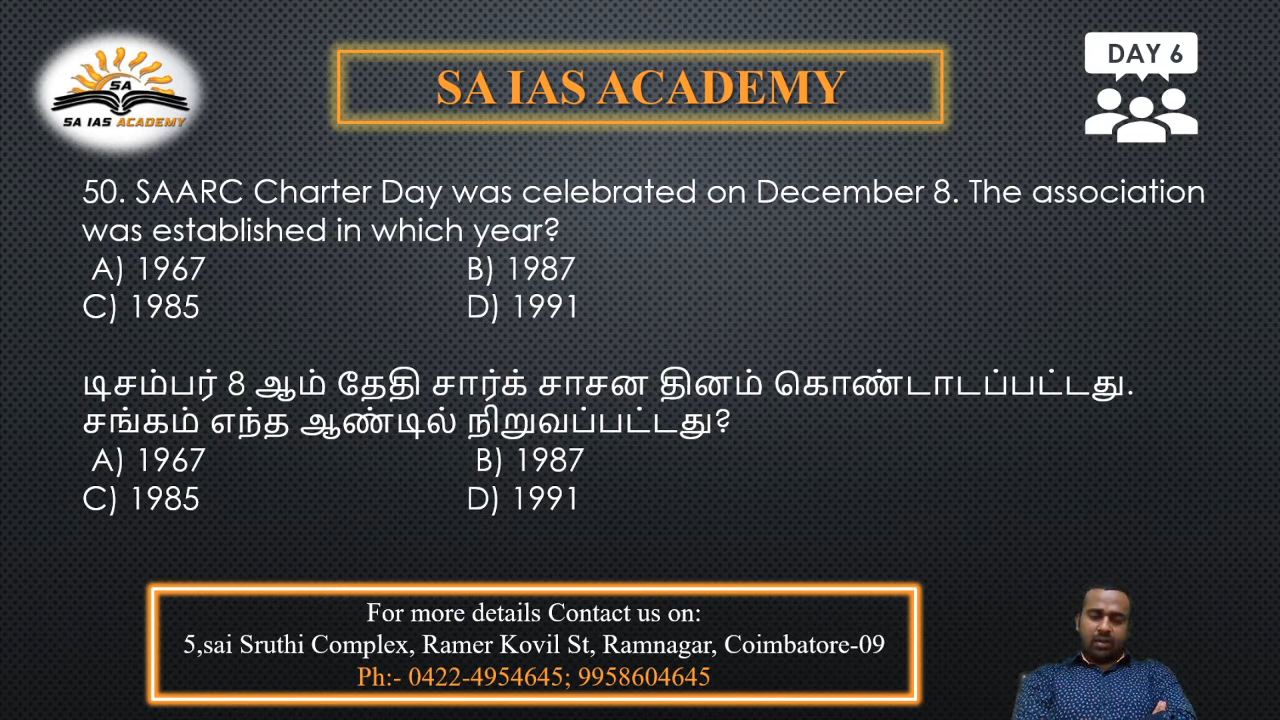 SA
SA IAS ACADEMY
SA IAS ACADEMY
DAY 6
50. SAARC Charter Day was celebrated on December 8. The association
was established in which year?
A) 1967 B) 1987
C) 1985 D) 1991
டிசம்பர் 8 ஆம் தேதி சார்க் சாசன தினம் கொண்டாடப்பட்டது.
சங்கம் எந்த ஆண்டில் நிறுவப்பட்டது?
A) 1967 B) 1987
C) 1985 D) 1991
For more details Contact us on:
5,sai Sruthi Complex, Ramer Kovil St, Ramnagar, Coimbatore-09
Ph:- 0422-4954645; 9958604645